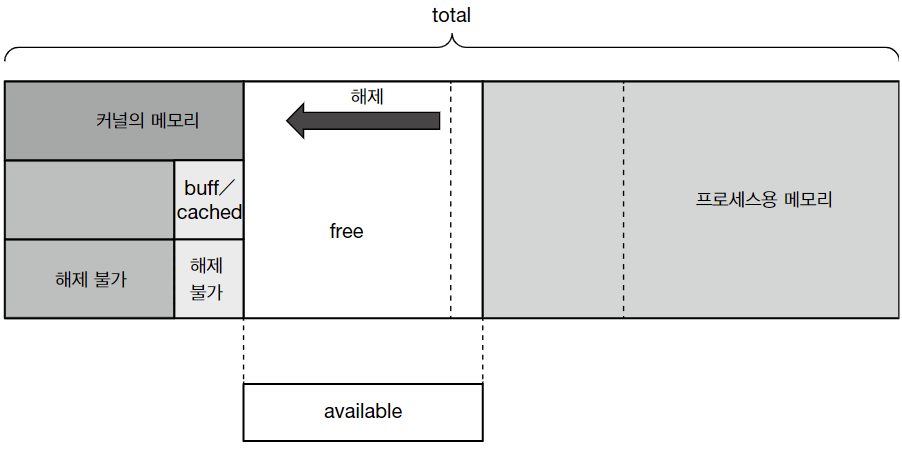 total
해제
커널의 메모리
buff／
cached
free
프로세스용 메모리
해제 불가
해제
불가
available